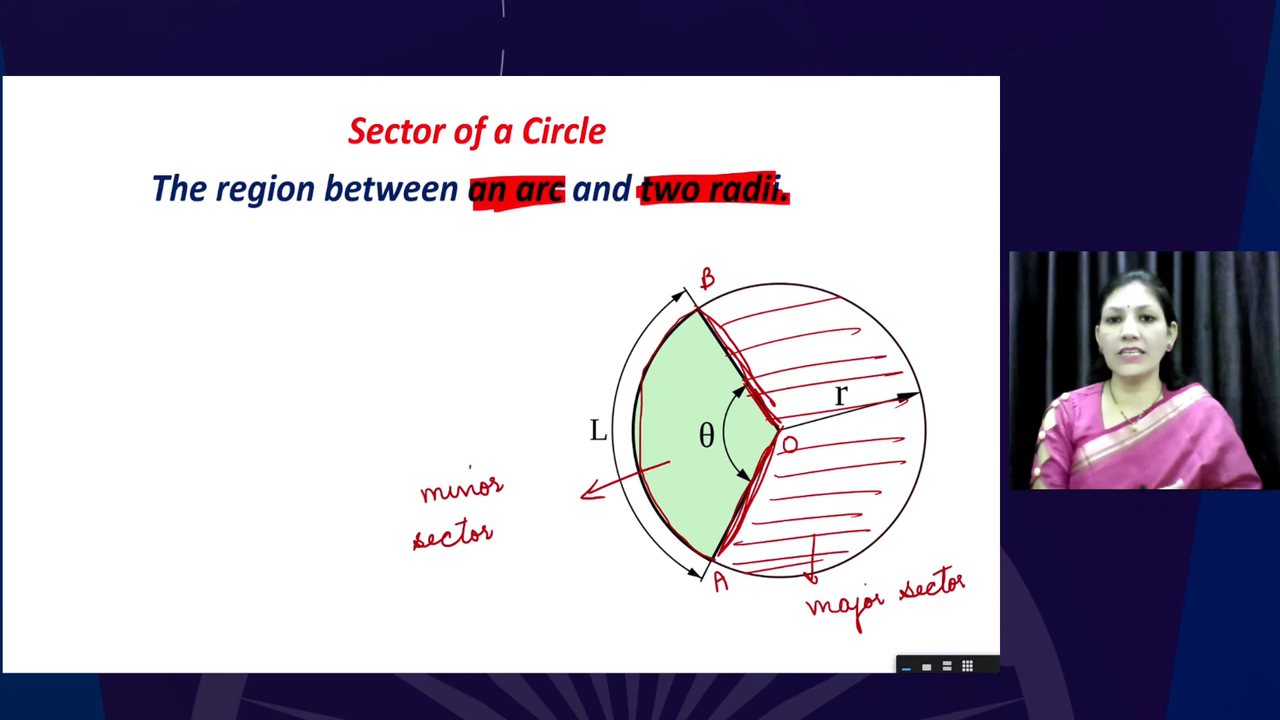 Sector of a Circle
The region between an arc and two radii.
B
r
L
θ
O
minor
sector
A
major sector